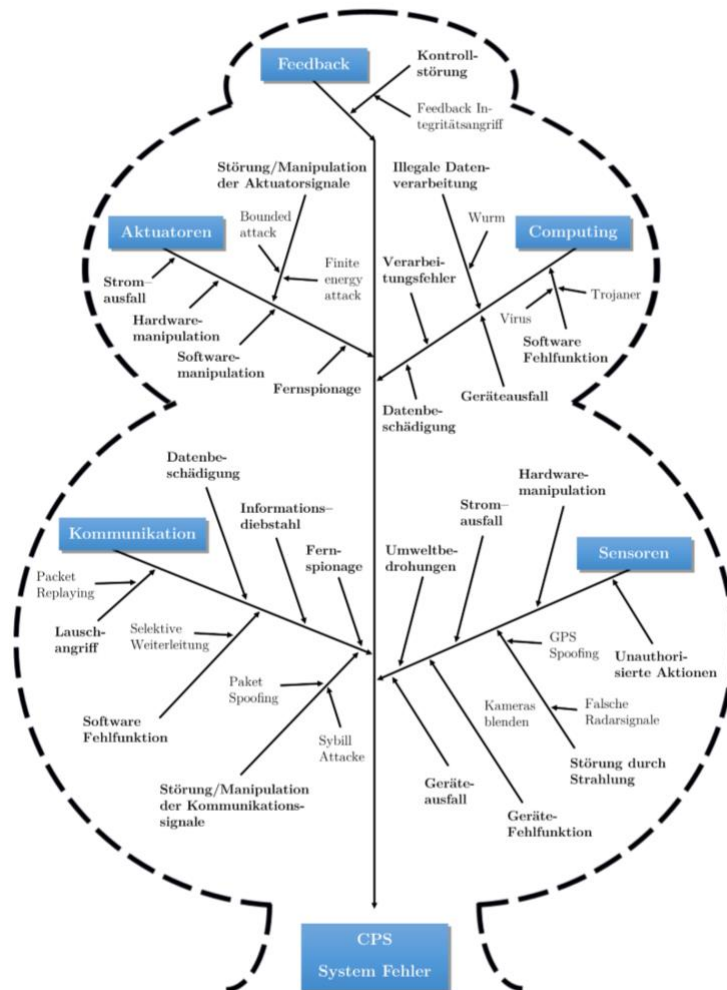 Feedback
Kontroll-
störung
Feedback In-
tegritätsangriff
Störung/Manipulation
der Aktuatorsignale
Illegale Daten-
verarbeitung
Bounded
attack
Wurm
Aktuatoren
Computing
Finite
energy
attack
Verarbei-
tungsfehler
Strom–
ausfall
Trojaner
Hardware-
manipulation
Virus
Software-
manipulation
Software
Fehlfunktion
Fernspionage
Geräteausfall
Datenbe-
schädigung
Datenbe-
schädigung
Hardware-
manipulation
Informations–
diebstahl
Strom–
ausfall
Kommunikation
Fern-
spionage
Umweltbe-
drohungen
Sensoren
Packet
Replaying
Lausch-
angriff
Selektive
Weiterleitung
GPS
Spoofing
Unauthori-
sierte Aktionen
Paket
Spoofing
Kameras
blenden
Falsche
Radarsignale
Software
Fehlfunktion
Sybill
Attacke
Störung durch
Strahlung
Störung/Manipulation
der Kommunikations-
signale
Geräte-
ausfall
Geräte-
Fehlfunktion
CPS
System Fehler